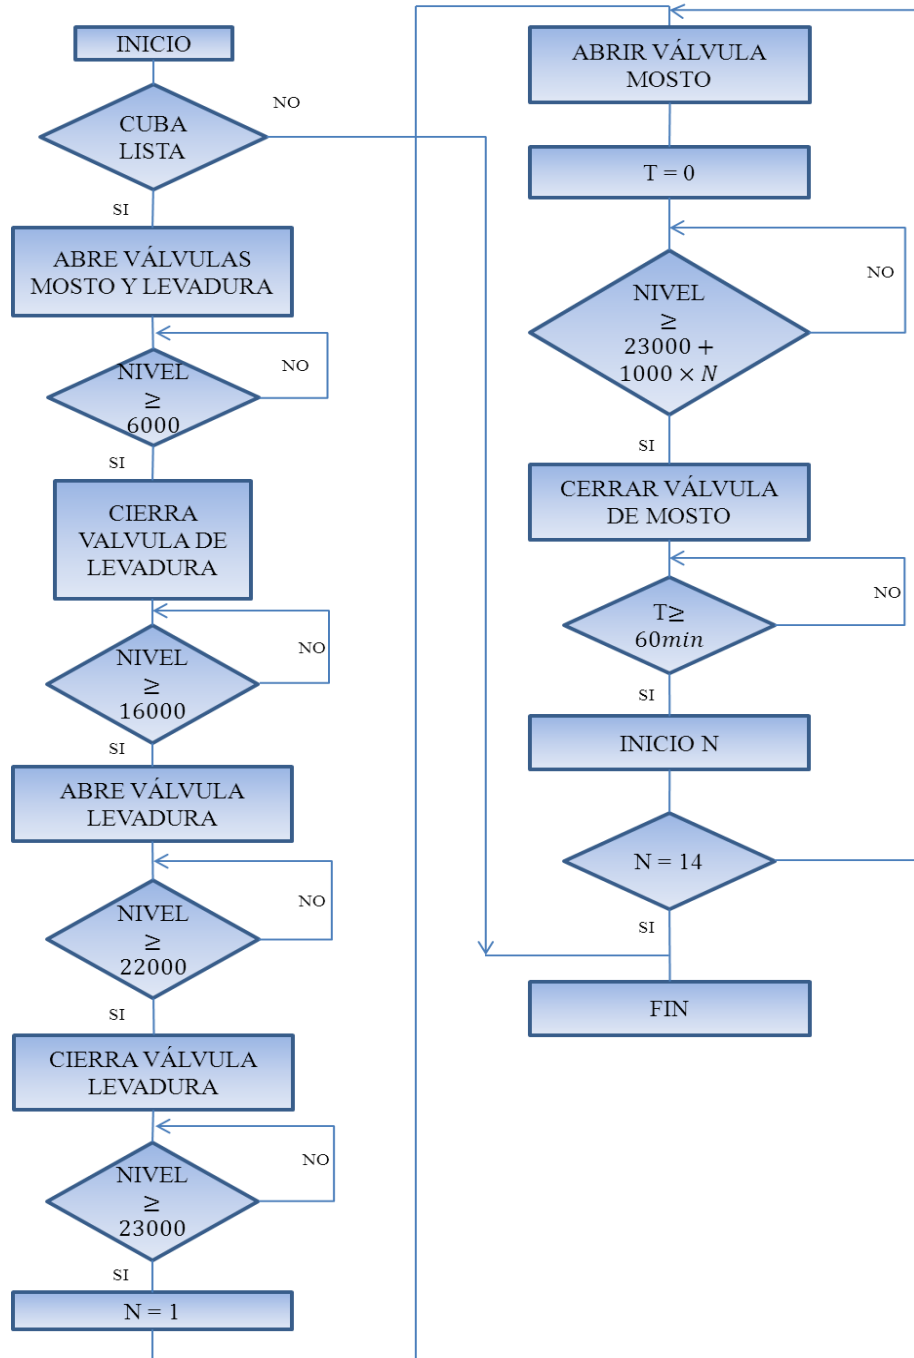 INICIO
NO
CUBA
LISTA
SI
ABRE VÁLVULAS
MOSTO Y LEVADURA
NIVEL
≥
6000
NO
SI
CIERRA
VALVULA DE
LEVADURA
NIVEL
≥
16000
NO
SI
ABRE VÁLVULA
LEVADURA
NIVEL
≥
22000
NO
SI
CIERRA VÁLVULA
LEVADURA
NIVEL
≥
23000
NO
SI
N = 1
ABRIR VÁLVULA
MOSTO
T = 0
NIVEL
≥
23000 +
1000 × N
NO
SI
CERRAR VÁLVULA
DE MOSTO
T≥
60min
NO
SI
INICIO N
N = 14
SI
FIN